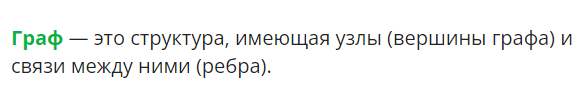 Граф — это структура, имеющая узлы (вершины графа) и
связи между ними (ребра).